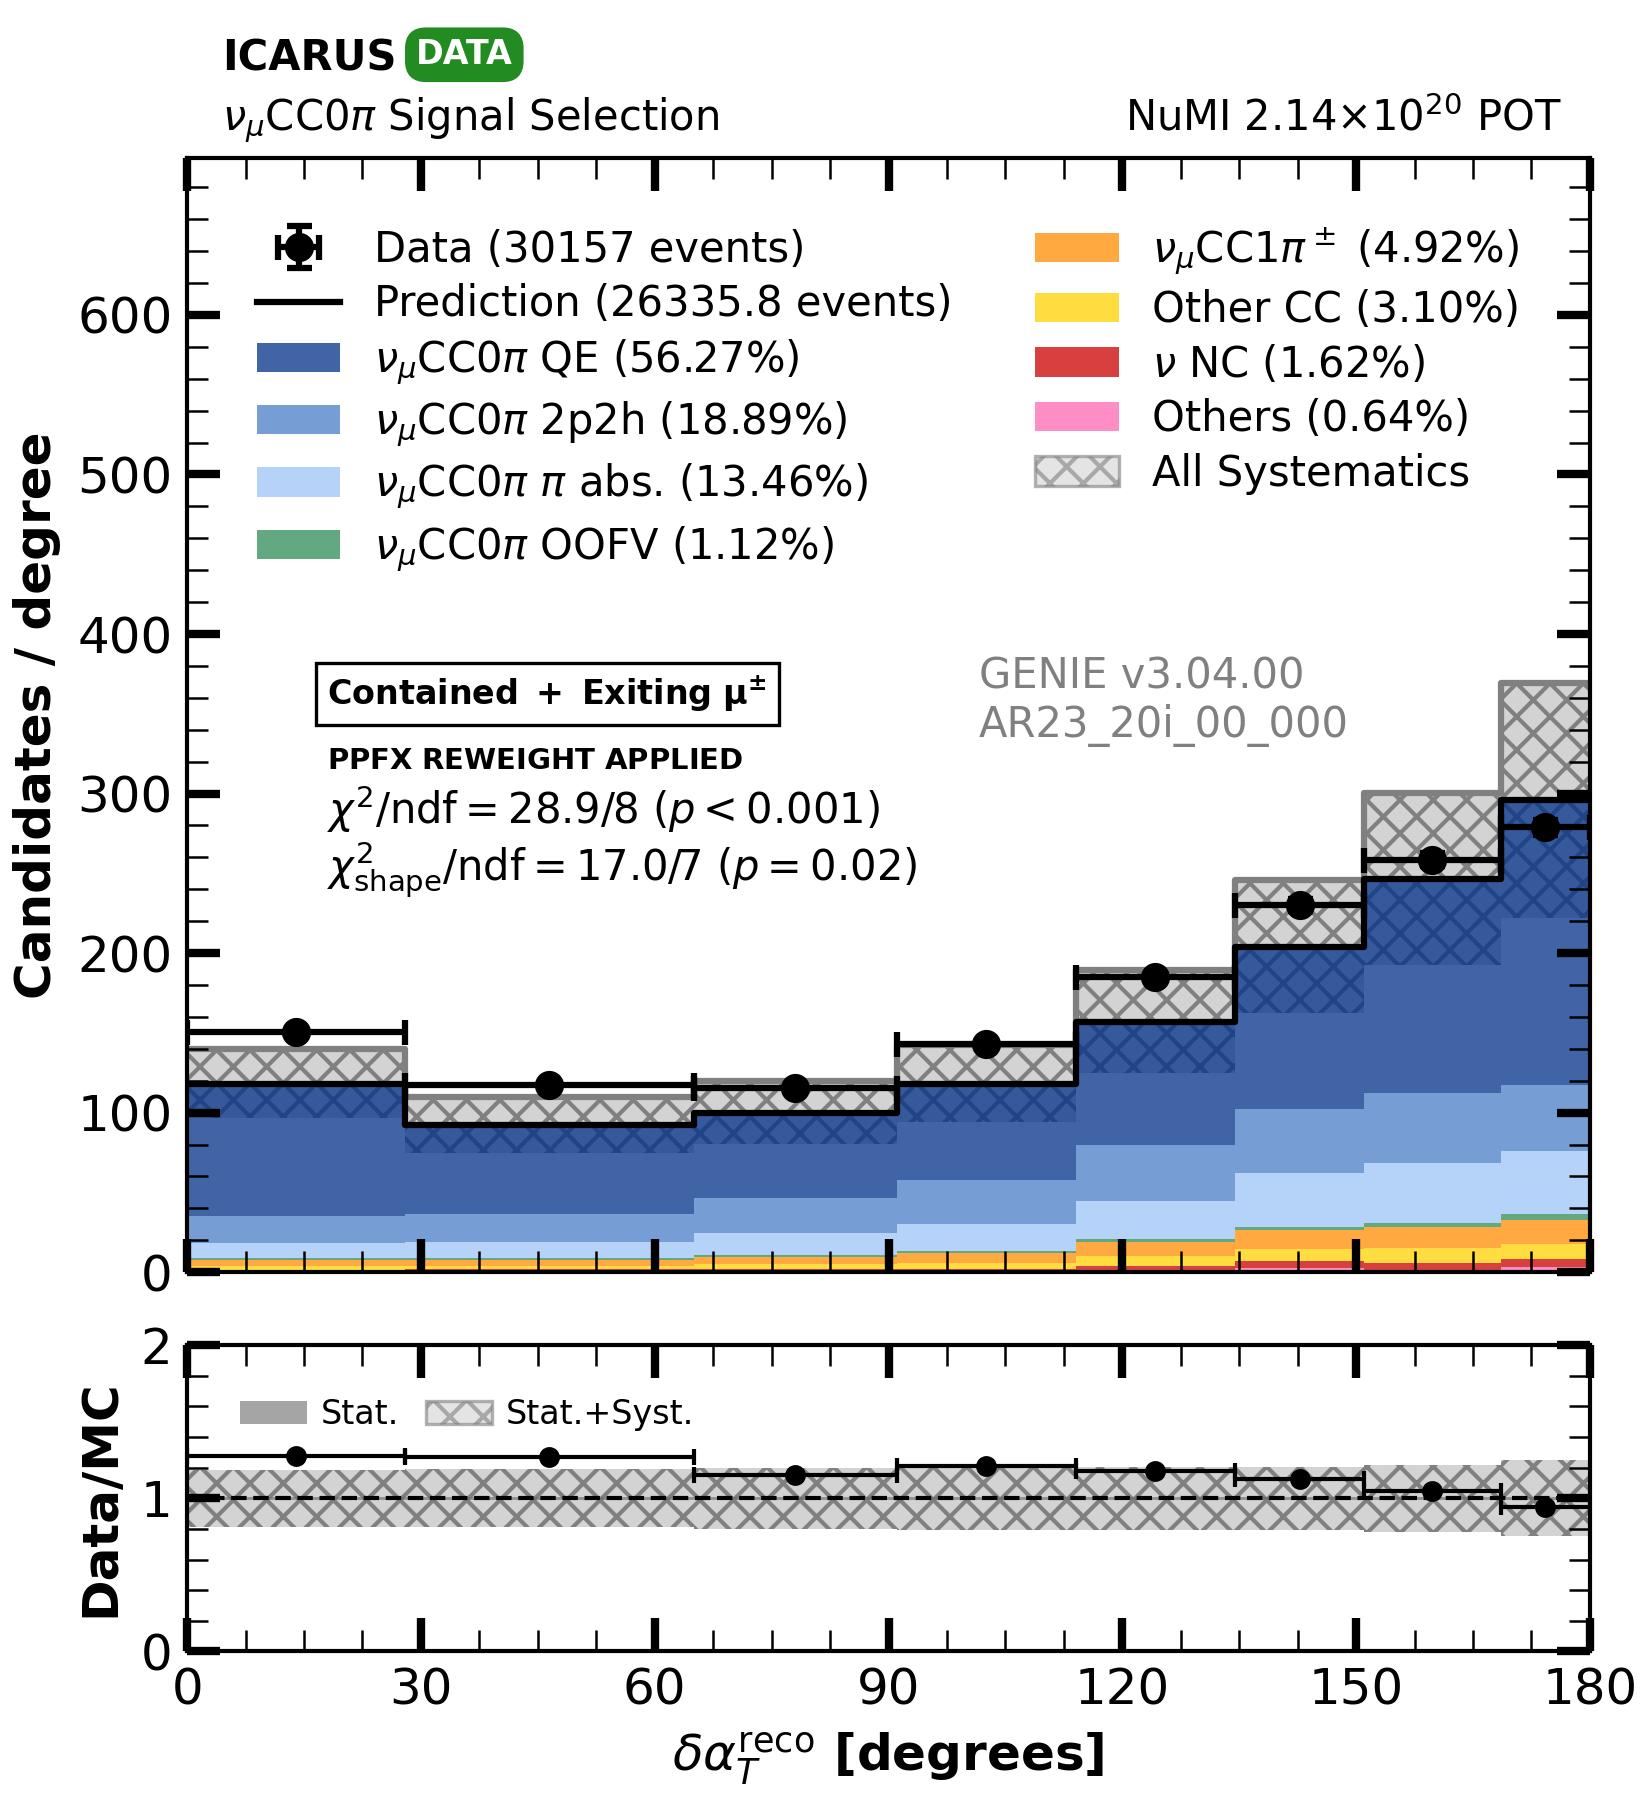 ICARUS DATA
νμCC0π Signal Selection
NuMI 2.14×10²⁰ POT
Candidates / degree
600
500
400
300
200
100
0
Data (30157 events)
Prediction (26335.8 events)
νμCC0π QE (56.27%)
νμCC0π 2p2h (18.89%)
νμCC0π π abs. (13.46%)
νμCC0π OOFV (1.12%)
νμCC1π± (4.92%)
Other CC (3.10%)
ν NC (1.62%)
Others (0.64%)
All Systematics
Contained + Exiting μ±
PPFX REWEIGHT APPLIED
χ²/ndf = 28.9/8 (p < 0.001)
χ²shape/ndf = 17.0/7 (p = 0.02)
GENIE v3.04.00
AR23_20i_00_000
Data/MC
2
1
0
Stat.
Stat.+Syst.
0 30 60 90 120 150 180
δαT^reco [degrees]